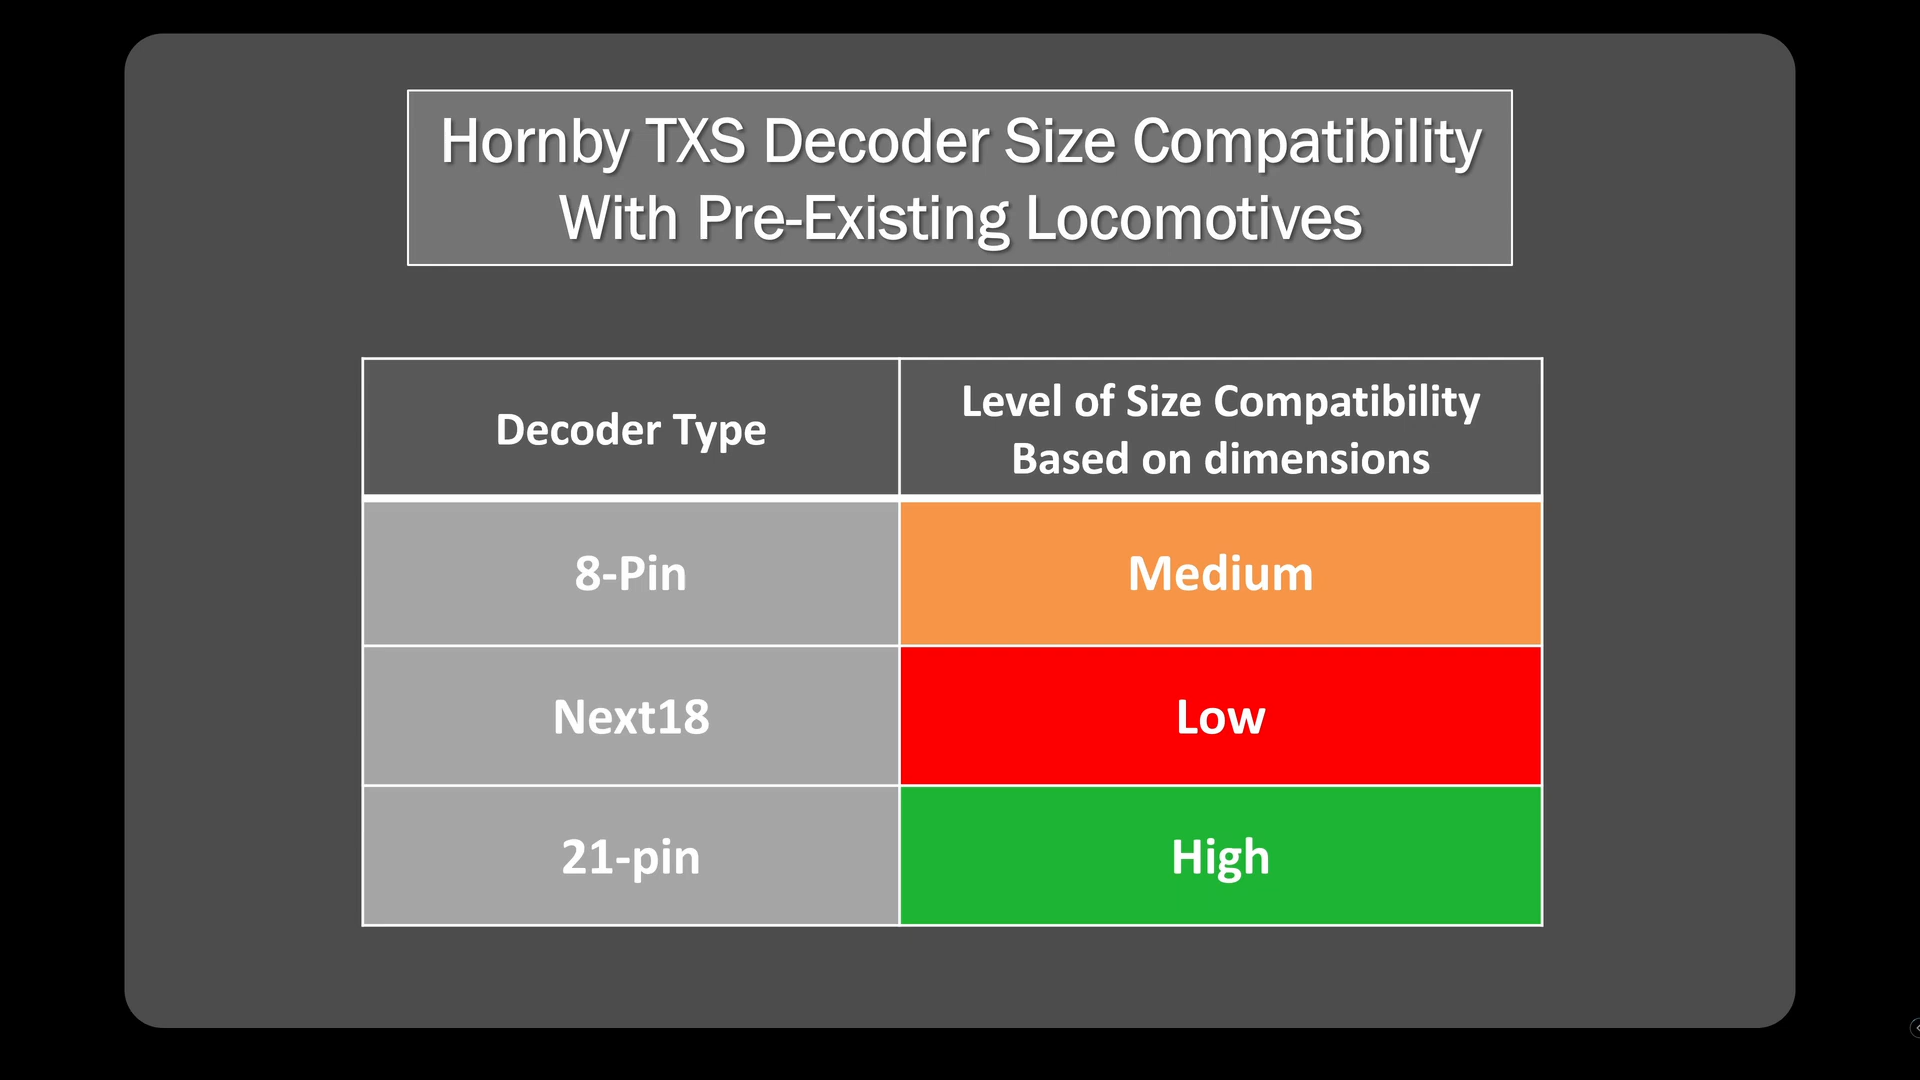 Hornby TXS Decoder Size Compatibility
With Pre-Existing Locomotives
Decoder Type
Level of Size Compatibility
Based on dimensions
8-Pin
Medium
Next18
Low
21-pin
High